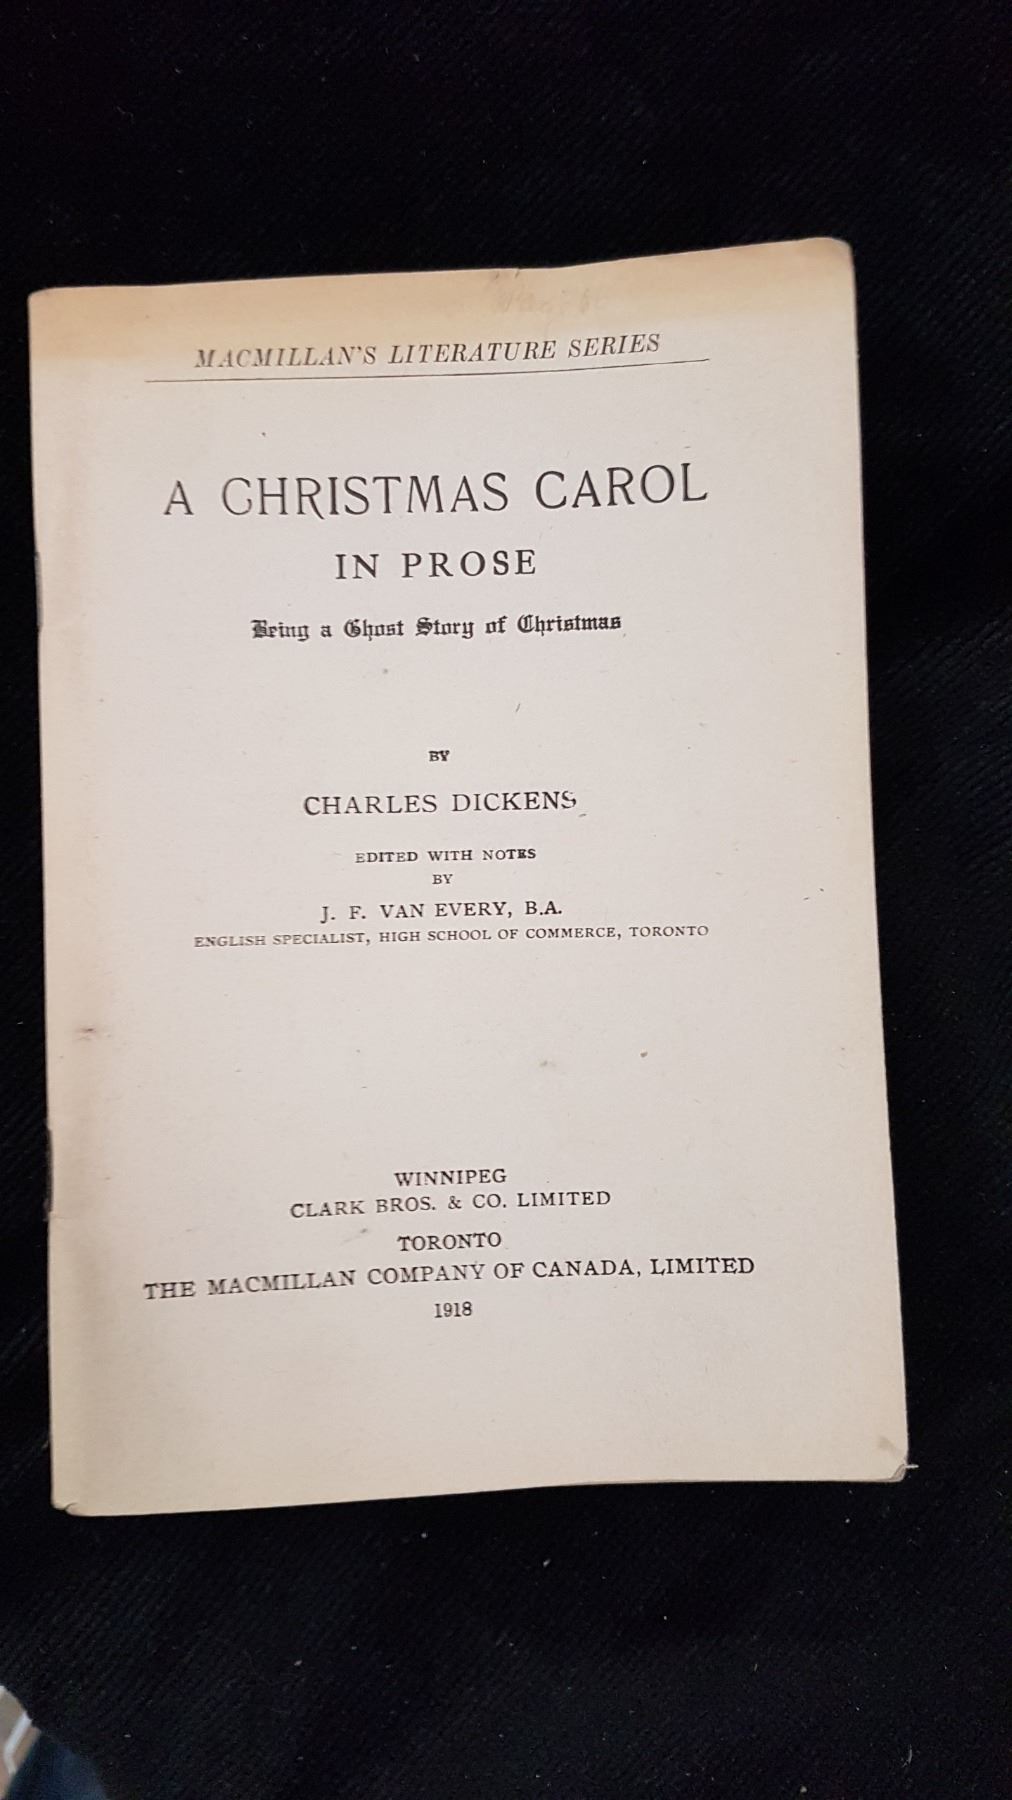 MACMILLAN'S LITERATURE SERIES
A CHRISTMAS CAROL
IN PROSE
Being a Ghost Story of Christmas
BY
CHARLES DICKENS
EDITED WITH NOTES
BY
J. F. VAN EVERY, B.A.
ENGLISH SPECIALIST, HIGH SCHOOL OF COMMERCE, TORONTO
WINNIPEG
CLARK BROS. & CO. LIMITED
TORONTO
THE MACMILLAN COMPANY OF CANADA, LIMITED
1918